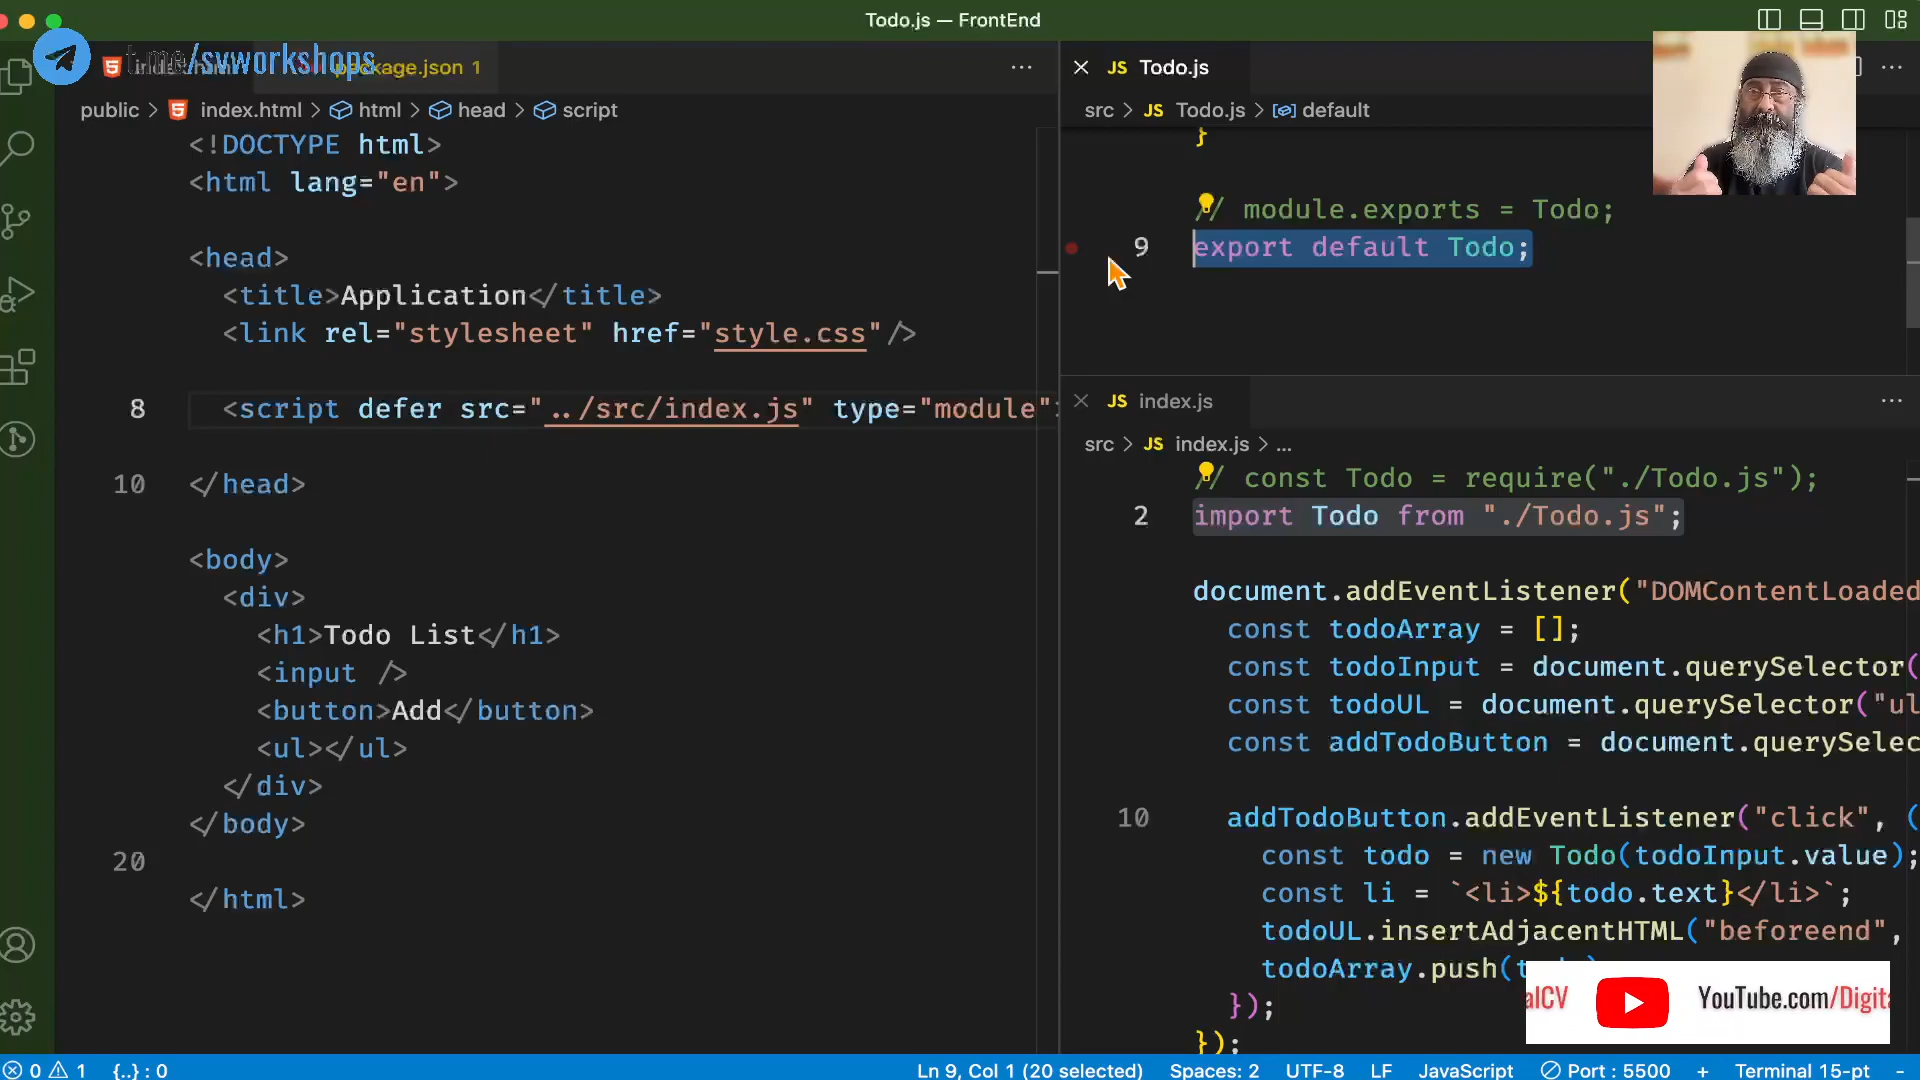 Todo.js — FrontEnd
t.me/svworkshops
package.json 1
public > index.html > html > head > script
<!DOCTYPE html>
<html lang="en">
<head>
<title>Application</title>
<link rel="stylesheet" href="style.css"/>
8 <script defer src="../src/index.js" type="module">
10 </head>
<body>
<div>
<h1>Todo List</h1>
<input />
<button>Add</button>
<ul></ul>
</div>
</body>
20
</html>
JS Todo.js
src > JS Todo.js > default
}
// module.exports = Todo;
9 export default Todo;
JS index.js
src > JS index.js > ...
// const Todo = require("./Todo.js");
2 import Todo from "./Todo.js";
document.addEventListener("DOMContentLoaded
const todoArray = [];
const todoInput = document.querySelector(
const todoUL = document.querySelector("ul
const addTodoButton = document.querySelec
10 addTodoButton.addEventListener("click", (
const todo = new Todo(todoInput.value);
const li = `<li>${todo.text}</li>`;
todoUL.insertAdjacentHTML("beforeend",
todoArray.push(
});
});
alCV YouTube.com/Digita
0 1 {..} : 0 Ln 9, Col 1 (20 selected) Spaces: 2 UTF-8 LF JavaScript Port : 5500 + Terminal 15-pt -